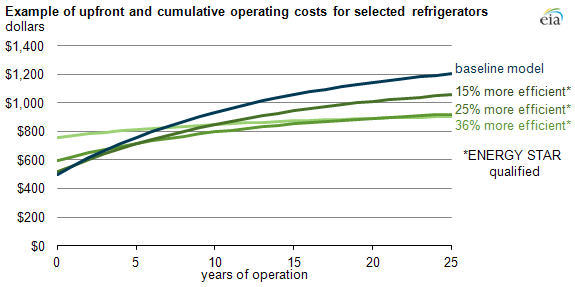 Example of upfront and cumulative operating costs for selected refrigerators
dollars
eia
$1,400
$1,200
$1,000
$800
$600
$400
$200
$0
baseline model
15% more efficient*
25% more efficient*
36% more efficient*
*ENERGY STAR
qualified
0
5
10
15
20
25
years of operation